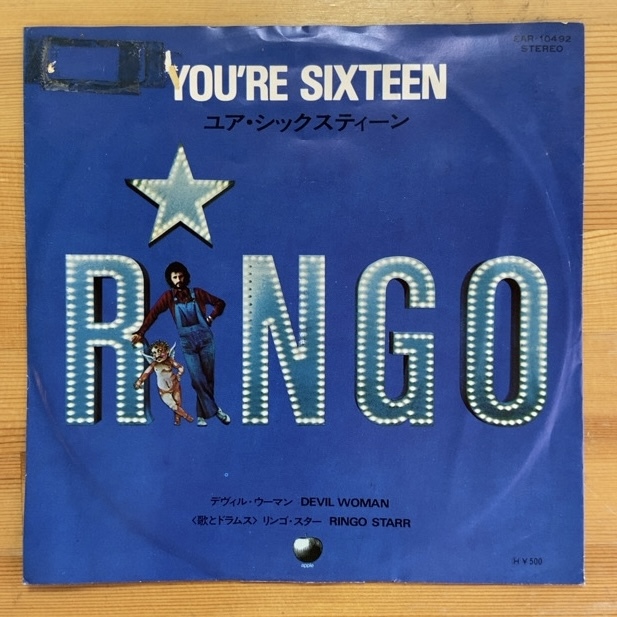 EAR-10492
STEREO
YOU'RE SIXTEEN
ユア・シックスティーン
RINGO
デヴィル・ウーマン DEVIL WOMAN
〈歌とドラムス〉リンゴ・スター RINGO STARR
apple
H ¥500